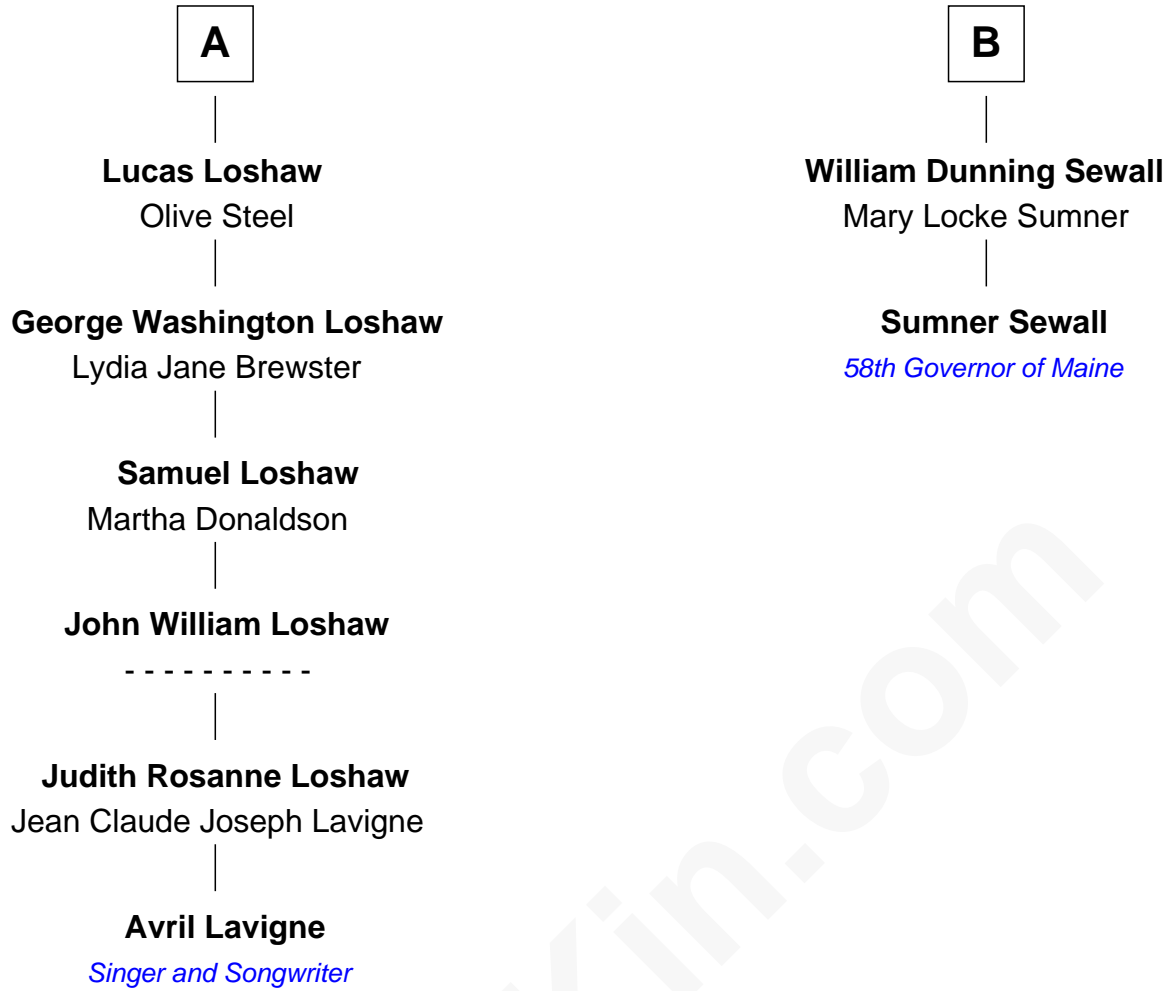 A
Lucas Loshaw
Olive Steel
George Washington Loshaw
Lydia Jane Brewster
Samuel Loshaw
Martha Donaldson
John William Loshaw
- - - - - - - - - -
Judith Rosanne Loshaw
Jean Claude Joseph Lavigne
Avril Lavigne
Singer and Songwriter
B
William Dunning Sewall
Mary Locke Sumner
Sumner Sewall
58th Governor of Maine
Kin.com